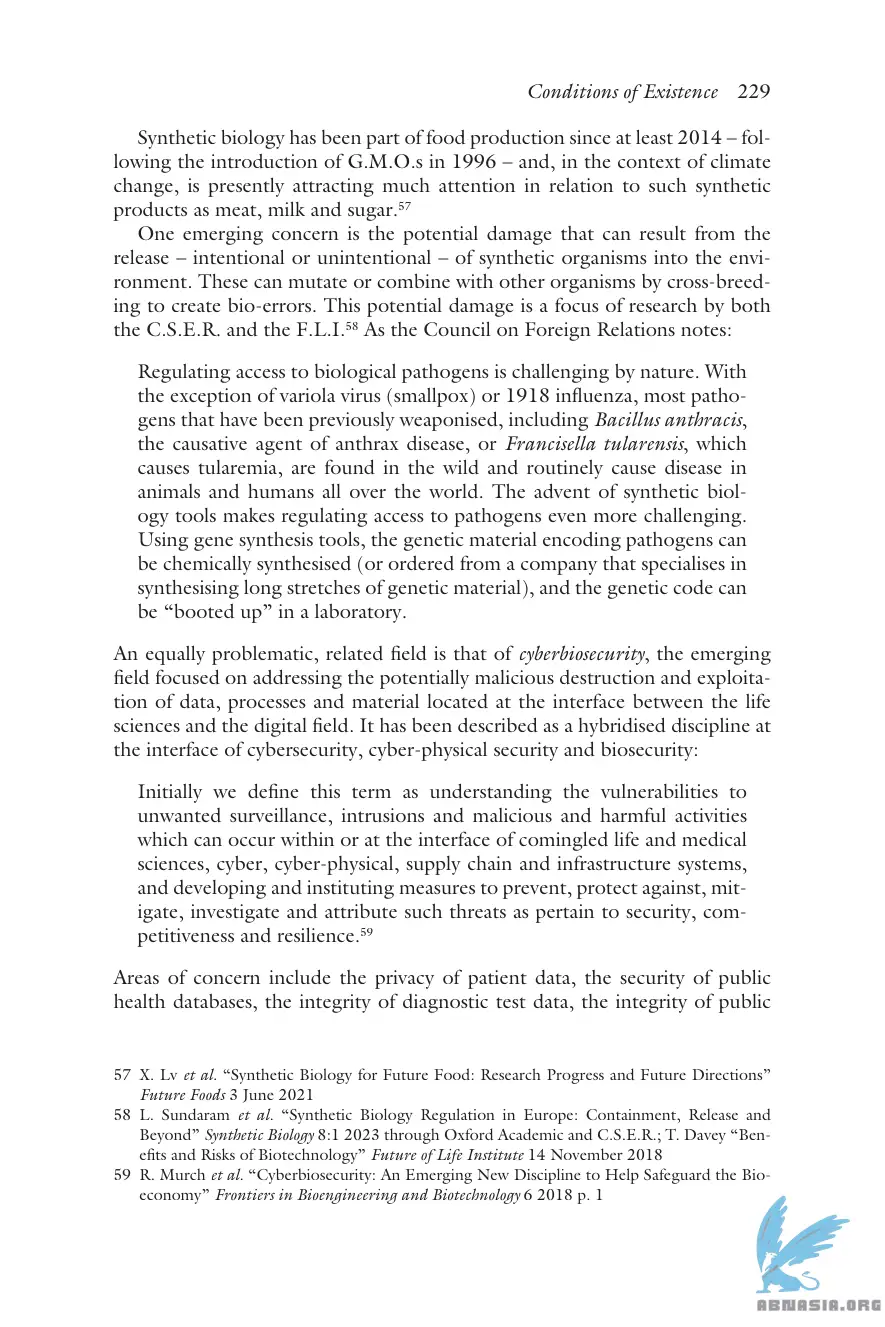 Conditions of Existence 229
Synthetic biology has been part of food production since at least 2014 – fol-
lowing the introduction of G.M.O.s in 1996 – and, in the context of climate
change, is presently attracting much attention in relation to such synthetic
products as meat, milk and sugar.57
One emerging concern is the potential damage that can result from the
release – intentional or unintentional – of synthetic organisms into the envi-
ronment. These can mutate or combine with other organisms by cross-breed-
ing to create bio-errors. This potential damage is a focus of research by both
the C.S.E.R. and the F.L.I.58 As the Council on Foreign Relations notes:
Regulating access to biological pathogens is challenging by nature. With
the exception of variola virus (smallpox) or 1918 influenza, most patho-
gens that have been previously weaponised, including Bacillus anthracis,
the causative agent of anthrax disease, or Francisella tularensis, which
causes tularemia, are found in the wild and routinely cause disease in
animals and humans all over the world. The advent of synthetic biol-
ogy tools makes regulating access to pathogens even more challenging.
Using gene synthesis tools, the genetic material encoding pathogens can
be chemically synthesised (or ordered from a company that specialises in
synthesising long stretches of genetic material), and the genetic code can
be “booted up” in a laboratory.
An equally problematic, related field is that of cyberbiosecurity, the emerging
field focused on addressing the potentially malicious destruction and exploita-
tion of data, processes and material located at the interface between the life
sciences and the digital field. It has been described as a hybridised discipline at
the interface of cybersecurity, cyber-physical security and biosecurity:
Initially we define this term as understanding the vulnerabilities to
unwanted surveillance, intrusions and malicious and harmful activities
which can occur within or at the interface of comingled life and medical
sciences, cyber, cyber-physical, supply chain and infrastructure systems,
and developing and instituting measures to prevent, protect against, mit-
igate, investigate and attribute such threats as pertain to security, com-
petitiveness and resilience.59
Areas of concern include the privacy of patient data, the security of public
health databases, the integrity of diagnostic test data, the integrity of public
57 X. Lv et al. “Synthetic Biology for Future Food: Research Progress and Future Directions”
Future Foods 3 June 2021
58 L. Sundaram et al. “Synthetic Biology Regulation in Europe: Containment, Release and
Beyond” Synthetic Biology 8:1 2023 through Oxford Academic and C.S.E.R.; T. Davey “Ben-
efits and Risks of Biotechnology” Future of Life Institute 14 November 2018
59 R. Murch et al. “Cyberbiosecurity: An Emerging New Discipline to Help Safeguard the Bio-
economy” Frontiers in Bioengineering and Biotechnology 6 2018 p. 1
ABNASIA.ORG